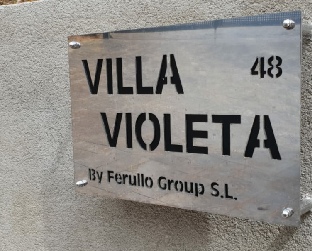 VILLA 48
VIOLETA
By Ferullo Group S.L.